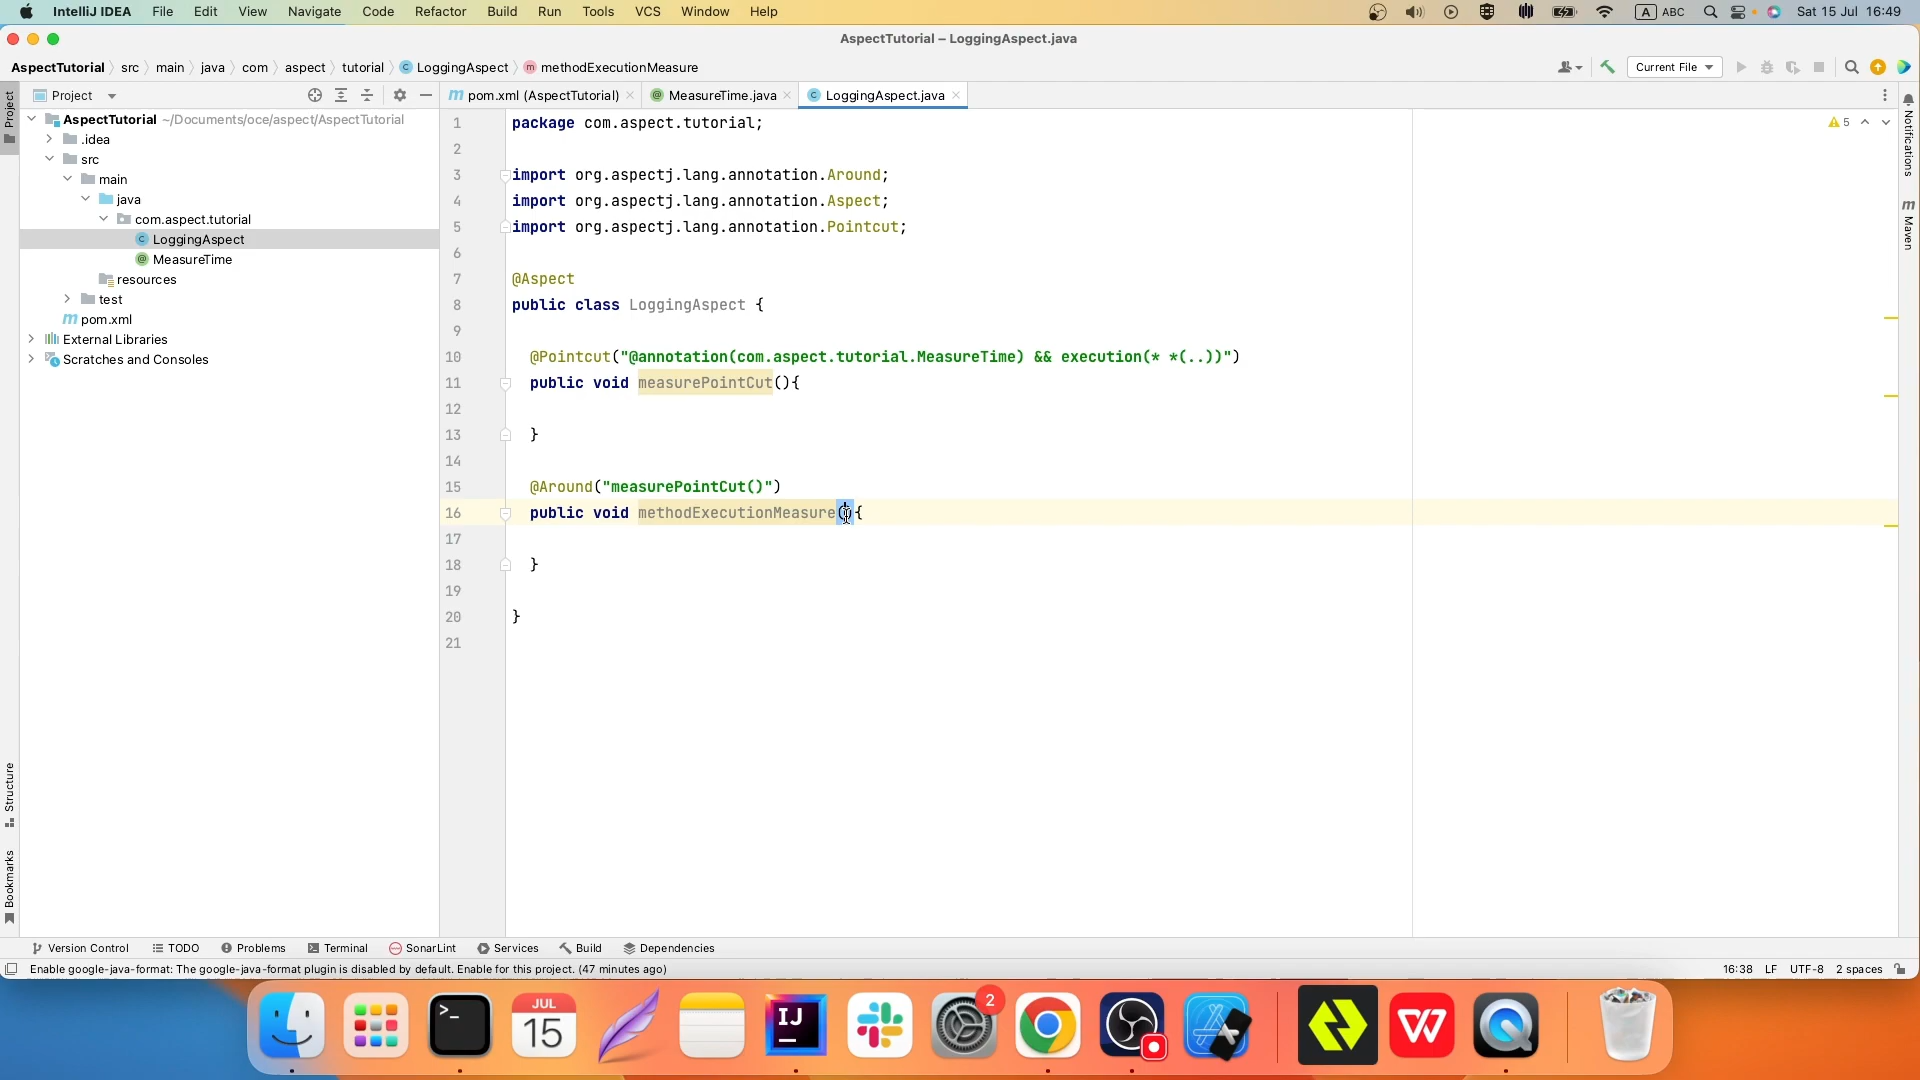 IntelliJ IDEA File Edit View Navigate Code Refactor Build Run Tools VCS Window Help A ABC Sat 15 Jul 16:49
AspectTutorial – LoggingAspect.java
AspectTutorial src main java com aspect tutorial C LoggingAspect m methodExecutionMeasure Current File
Project
Project
m pom.xml (AspectTutorial) @ MeasureTime.java C LoggingAspect.java
Notifications
m Maven
Structure
Bookmarks
AspectTutorial ~/Documents/oce/aspect/AspectTutorial
.idea
src
main
java
com.aspect.tutorial
C LoggingAspect
@ MeasureTime
resources
test
m pom.xml
External Libraries
Scratches and Consoles
5
1 package com.aspect.tutorial;
2
3 import org.aspectj.lang.annotation.Around;
4 import org.aspectj.lang.annotation.Aspect;
5 import org.aspectj.lang.annotation.Pointcut;
6
7 @Aspect
8 public class LoggingAspect {
9
10 @Pointcut("@annotation(com.aspect.tutorial.MeasureTime) && execution(* *(..))")
11 public void measurePointCut(){
12
13 }
14
15 @Around("measurePointCut()")
16 public void methodExecutionMeasure(){
17
18 }
19
20 }
21
Version Control TODO Problems Terminal SonarLint Services Build Dependencies
Enable google-java-format: The google-java-format plugin is disabled by default. Enable for this project. (47 minutes ago) 16:38 LF UTF-8 2 spaces
>_
JUL
15
IJ
2
W